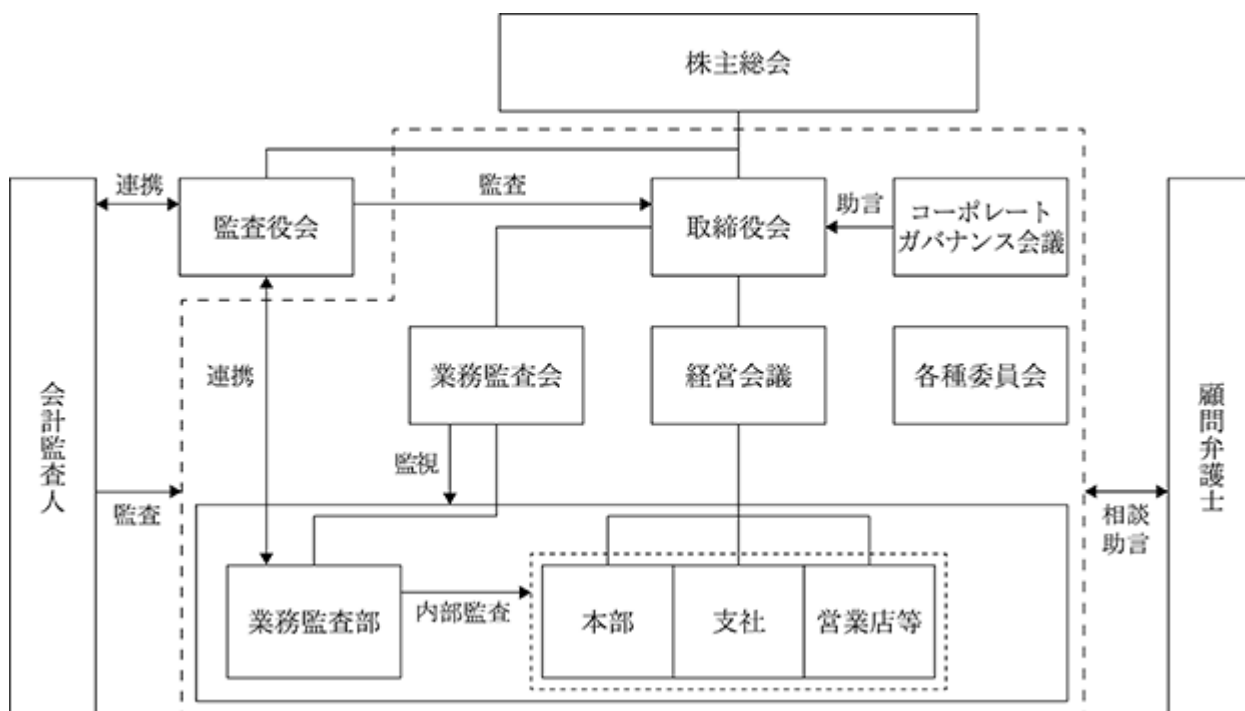 株主総会
連携
監査
監査役会
取締役会
助言
コーポレート
ガバナンス会議
連携
業務監査会
経営会議
各種委員会
会計監査人
監査
監視
顧問弁護士
相談
助言
業務監査部
内部監査
本部
支社
営業店等